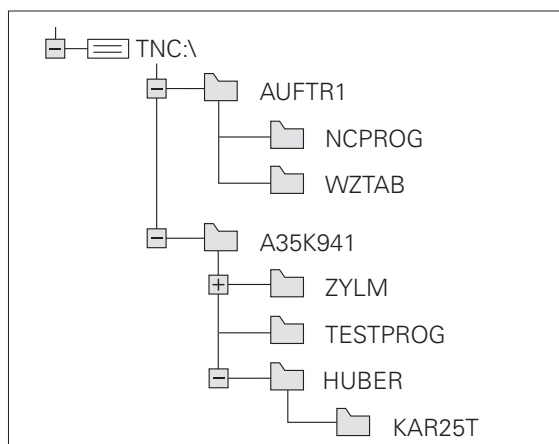 TNC:\
AUFTR1
NCPROG
WZTAB
A35K941
ZYLM
TESTPROG
HUBER
KAR25T